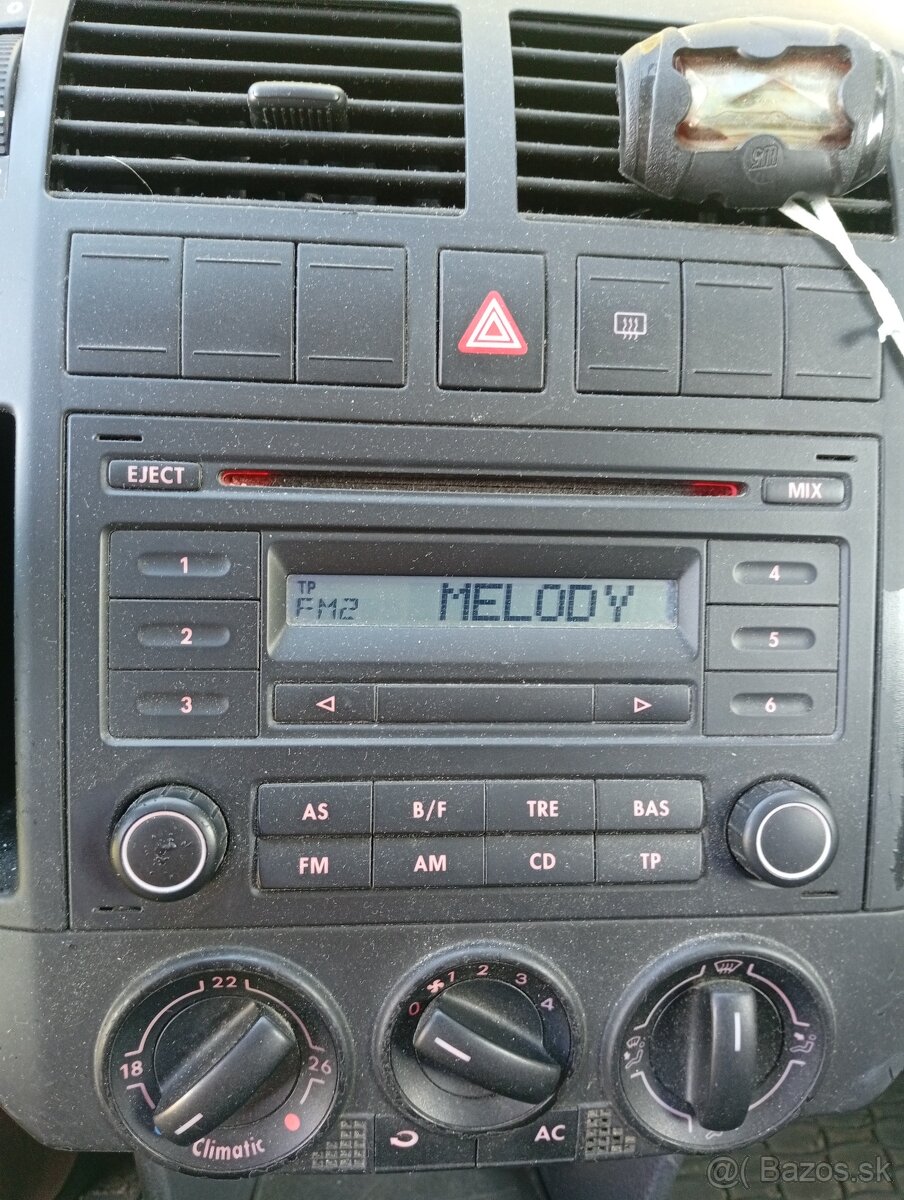 EJECT
MIX
1
4
TP
FM2 MELODY
2
5
3
6
AS B/F TRE BAS
FM AM CD TP
22
18
26
Climatic
0 1 2 3 4
AC
@( Bazos.sk